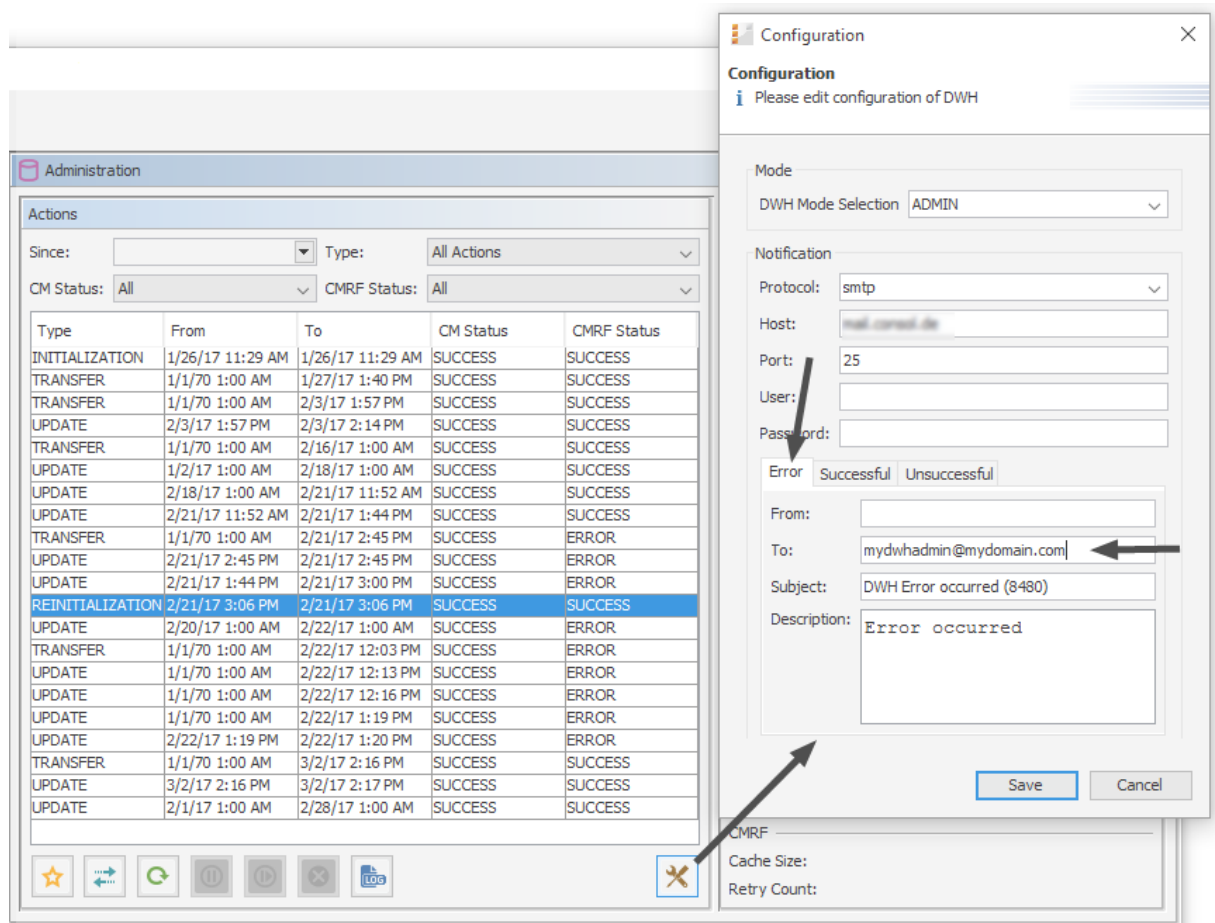 Configuration
Configuration
Please edit configuration of DWH
Mode
DWH Mode Selection ADMIN
Notification
Protocol: smtp
Host:
Port: 25
User:
Password:
Error Successful Unsuccessful
From:
To: mydwhadmin@mydomain.com
Subject: DWH Error occurred (8480)
Description: Error occurred
Save Cancel
Administration
Actions
Since: Type: All Actions
CM Status: All CMRF Status: All
Type From To CM Status CMRF Status
INITIALIZATION 1/26/17 11:29 AM 1/26/17 11:29 AM SUCCESS SUCCESS
TRANSFER 1/1/70 1:00 AM 1/27/17 1:40 PM SUCCESS SUCCESS
TRANSFER 1/1/70 1:00 AM 2/3/17 1:57 PM SUCCESS SUCCESS
UPDATE 2/3/17 1:57 PM 2/3/17 2:14 PM SUCCESS SUCCESS
TRANSFER 1/1/70 1:00 AM 2/16/17 1:00 AM SUCCESS SUCCESS
UPDATE 1/2/17 1:00 AM 2/18/17 1:00 AM SUCCESS SUCCESS
UPDATE 2/18/17 1:00 AM 2/21/17 11:52 AM SUCCESS SUCCESS
UPDATE 2/21/17 11:52 AM 2/21/17 1:44 PM SUCCESS SUCCESS
TRANSFER 1/1/70 1:00 AM 2/21/17 2:45 PM SUCCESS ERROR
UPDATE 2/21/17 2:45 PM 2/21/17 2:45 PM SUCCESS ERROR
UPDATE 2/21/17 1:44 PM 2/21/17 3:00 PM SUCCESS ERROR
REINITIALIZATION 2/21/17 3:06 PM 2/21/17 3:06 PM SUCCESS SUCCESS
UPDATE 2/20/17 1:00 AM 2/22/17 1:00 AM SUCCESS ERROR
TRANSFER 1/1/70 1:00 AM 2/22/17 12:03 PM SUCCESS ERROR
UPDATE 1/1/70 1:00 AM 2/22/17 12:13 PM SUCCESS ERROR
UPDATE 1/1/70 1:00 AM 2/22/17 12:16 PM SUCCESS ERROR
UPDATE 1/1/70 1:00 AM 2/22/17 1:19 PM SUCCESS ERROR
UPDATE 2/22/17 1:19 PM 2/22/17 1:20 PM SUCCESS ERROR
TRANSFER 1/1/70 1:00 AM 3/2/17 2:16 PM SUCCESS SUCCESS
UPDATE 3/2/17 2:16 PM 3/2/17 2:17 PM SUCCESS SUCCESS
UPDATE 2/1/17 1:00 AM 2/28/17 1:00 AM SUCCESS SUCCESS
LOG
CMRF
Cache Size:
Retry Count: